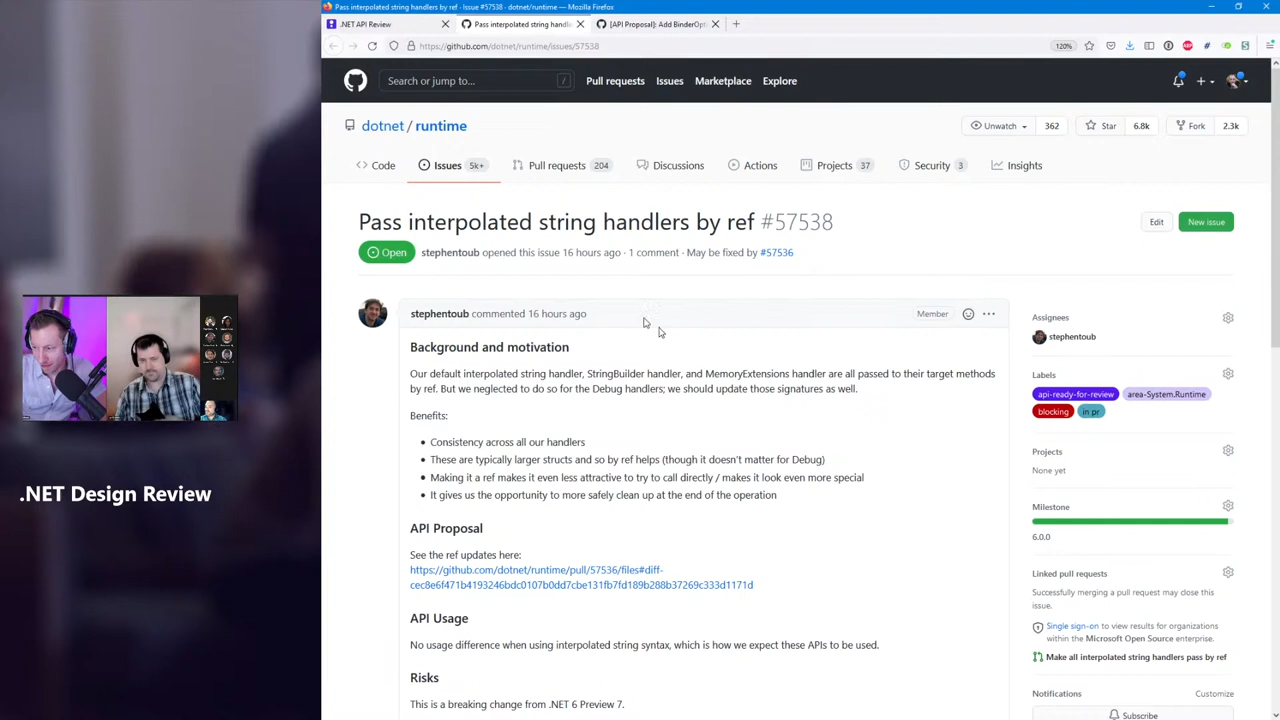 Pass interpolated string handlers by ref · Issue #57538 · dotnet/runtime — Mozilla Firefox
.NET API Review
Pass interpolated string handle
[API Proposal]: Add BinderOpt
https://github.com/dotnet/runtime/issues/57538
120%
Search or jump to...
/
Pull requests
Issues
Marketplace
Explore
dotnet / runtime
Unwatch
362
Star
6.8k
Fork
2.3k
Code
Issues 5k+
Pull requests 204
Discussions
Actions
Projects 37
Security 3
Insights
Pass interpolated string handlers by ref #57538
Edit
New issue
Open
stephentoub opened this issue 16 hours ago · 1 comment · May be fixed by #57536
stephentoub commented 16 hours ago
Member
Background and motivation
Our default interpolated string handler, StringBuilder handler, and MemoryExtensions handler are all passed to their target methods
by ref. But we neglected to do so for the Debug handlers; we should update those signatures as well.
Benefits:
• Consistency across all our handlers
• These are typically larger structs and so by ref helps (though it doesn't matter for Debug)
• Making it a ref makes it even less attractive to try to call directly / makes it look even more special
• It gives us the opportunity to more safely clean up at the end of the operation
API Proposal
See the ref updates here:
https://github.com/dotnet/runtime/pull/57536/files#diff-
cec8e6f471b4193246bdc0107b0dd7cbe131fb7fd189b288b37269c333d1171d
API Usage
No usage difference when using interpolated string syntax, which is how we expect these APIs to be used.
Risks
This is a breaking change from .NET 6 Preview 7.
Assignees
stephentoub
Labels
api-ready-for-review
area-System.Runtime
blocking
in pr
Projects
None yet
Milestone
6.0.0
Linked pull requests
Successfully merging a pull request may close this
issue.
Single sign-on to view results for organizations
within the Microsoft Open Source enterprise.
Make all interpolated string handlers pass by ref
Notifications
Customize
Subscribe
.NET Design Review